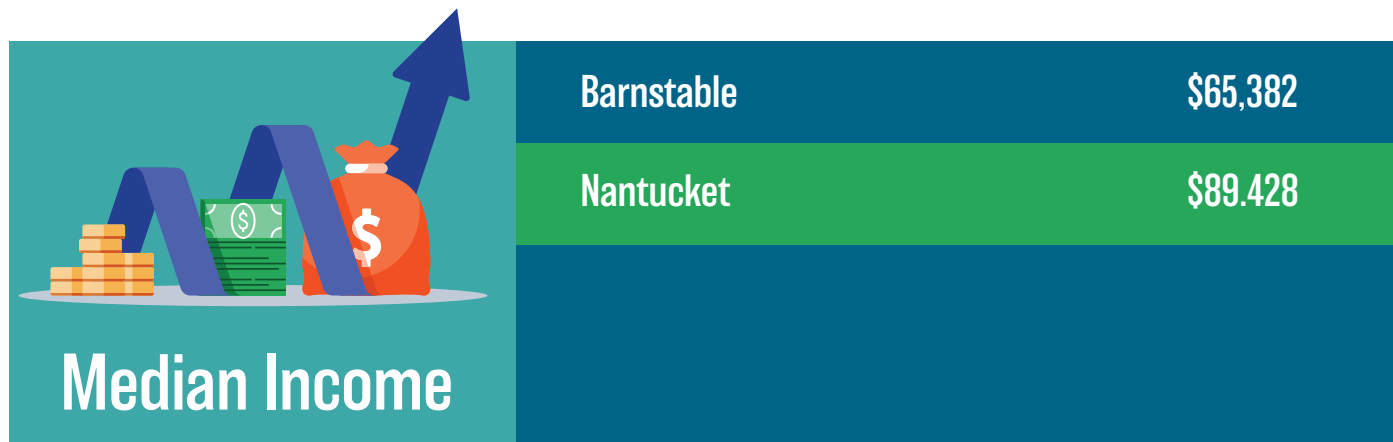 Barnstable $65,382
Nantucket $89.428
$
$
Median Income